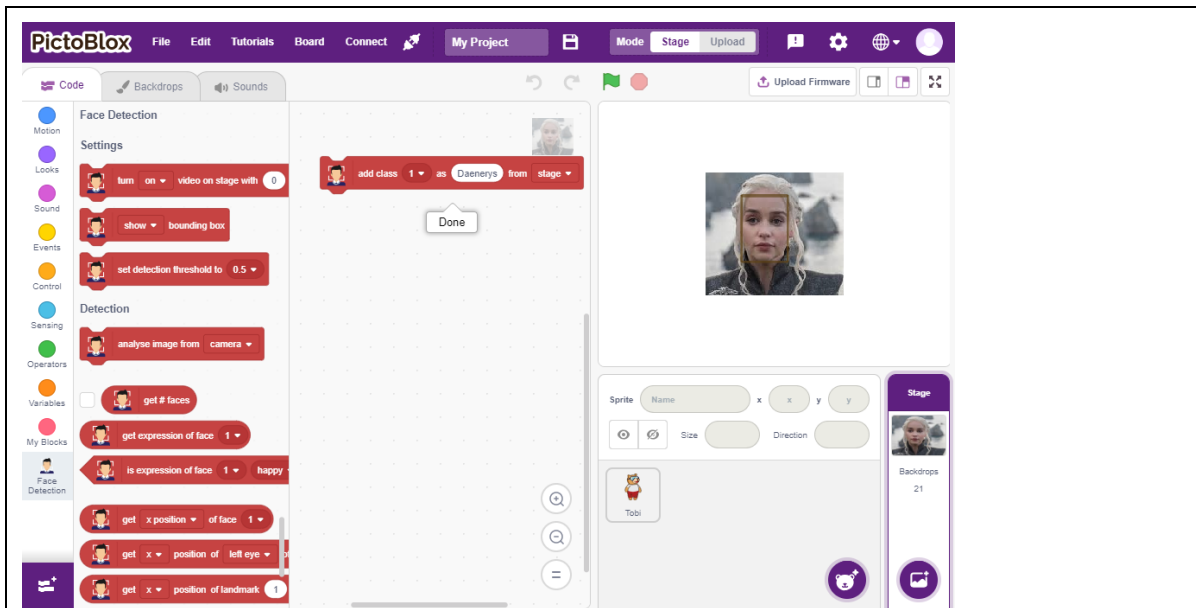 PictoBlox File Edit Tutorials Board Connect My Project Mode Stage Upload
Code Backdrops Sounds Upload Firmware
Motion
Looks
Sound
Events
Control
Sensing
Operators
Variables
My Blocks
Face
Detection
Face Detection
Settings
turn on video on stage with 0
show bounding box
set detection threshold to 0.5
Detection
analyse image from camera
get # faces
get expression of face 1
is expression of face 1 happy
get x position of face 1
get x position of left eye
get x position of landmark 1
add class 1 as Daenerys from stage
Done
Sprite Name x x y y
Size Direction
Tobi
Stage
Backdrops
21